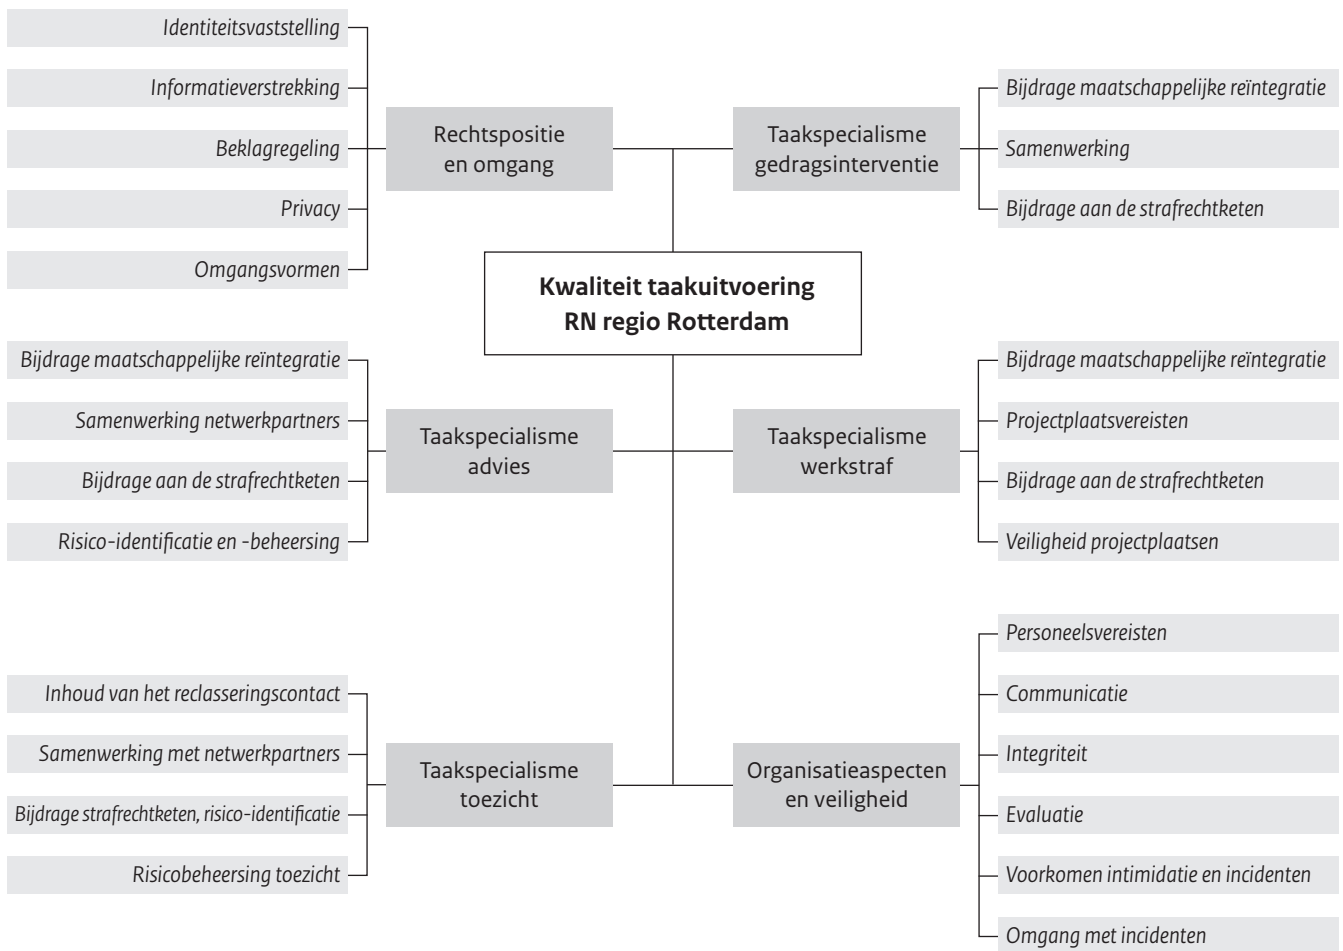 Identiteitsvaststelling
Informatieverstrekking
Beklagregeling
Privacy
Omgangsvormen
Rechtspositie
en omgang
Taakspecialisme
gedragsinterventie
Bijdrage maatschappelijke reïntegratie
Samenwerking
Bijdrage aan de strafrechtketen
Kwaliteit taakuitvoering
RN regio Rotterdam
Bijdrage maatschappelijke reïntegratie
Samenwerking netwerkpartners
Bijdrage aan de strafrechtketen
Risico-identificatie en -beheersing
Taakspecialisme
advies
Taakspecialisme
werkstraf
Bijdrage maatschappelijke reïntegratie
Projectplaatsvereisten
Bijdrage aan de strafrechtketen
Veiligheid projectplaatsen
Inhoud van het reclasseringscontact
Samenwerking met netwerkpartners
Bijdrage strafrechtketen, risico-identificatie
Risicobeheersing toezicht
Taakspecialisme
toezicht
Organisatieaspecten
en veiligheid
Personeelsvereisten
Communicatie
Integriteit
Evaluatie
Voorkomen intimidatie en incidenten
Omgang met incidenten